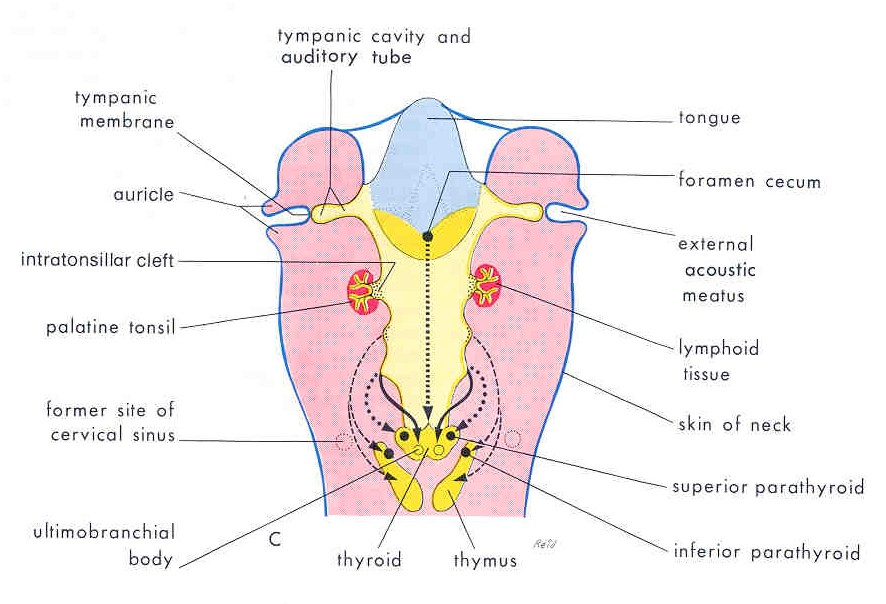 tympanic cavity and
auditory tube
tympanic
membrane
auricle
intratonsillar cleft
palatine tonsil
former site of
cervical sinus
ultimobranchial
body
C
thyroid
thymus
Reid
tongue
foramen cecum
external
acoustic
meatus
lymphoid
tissue
skin of neck
superior parathyroid
inferior parathyroid